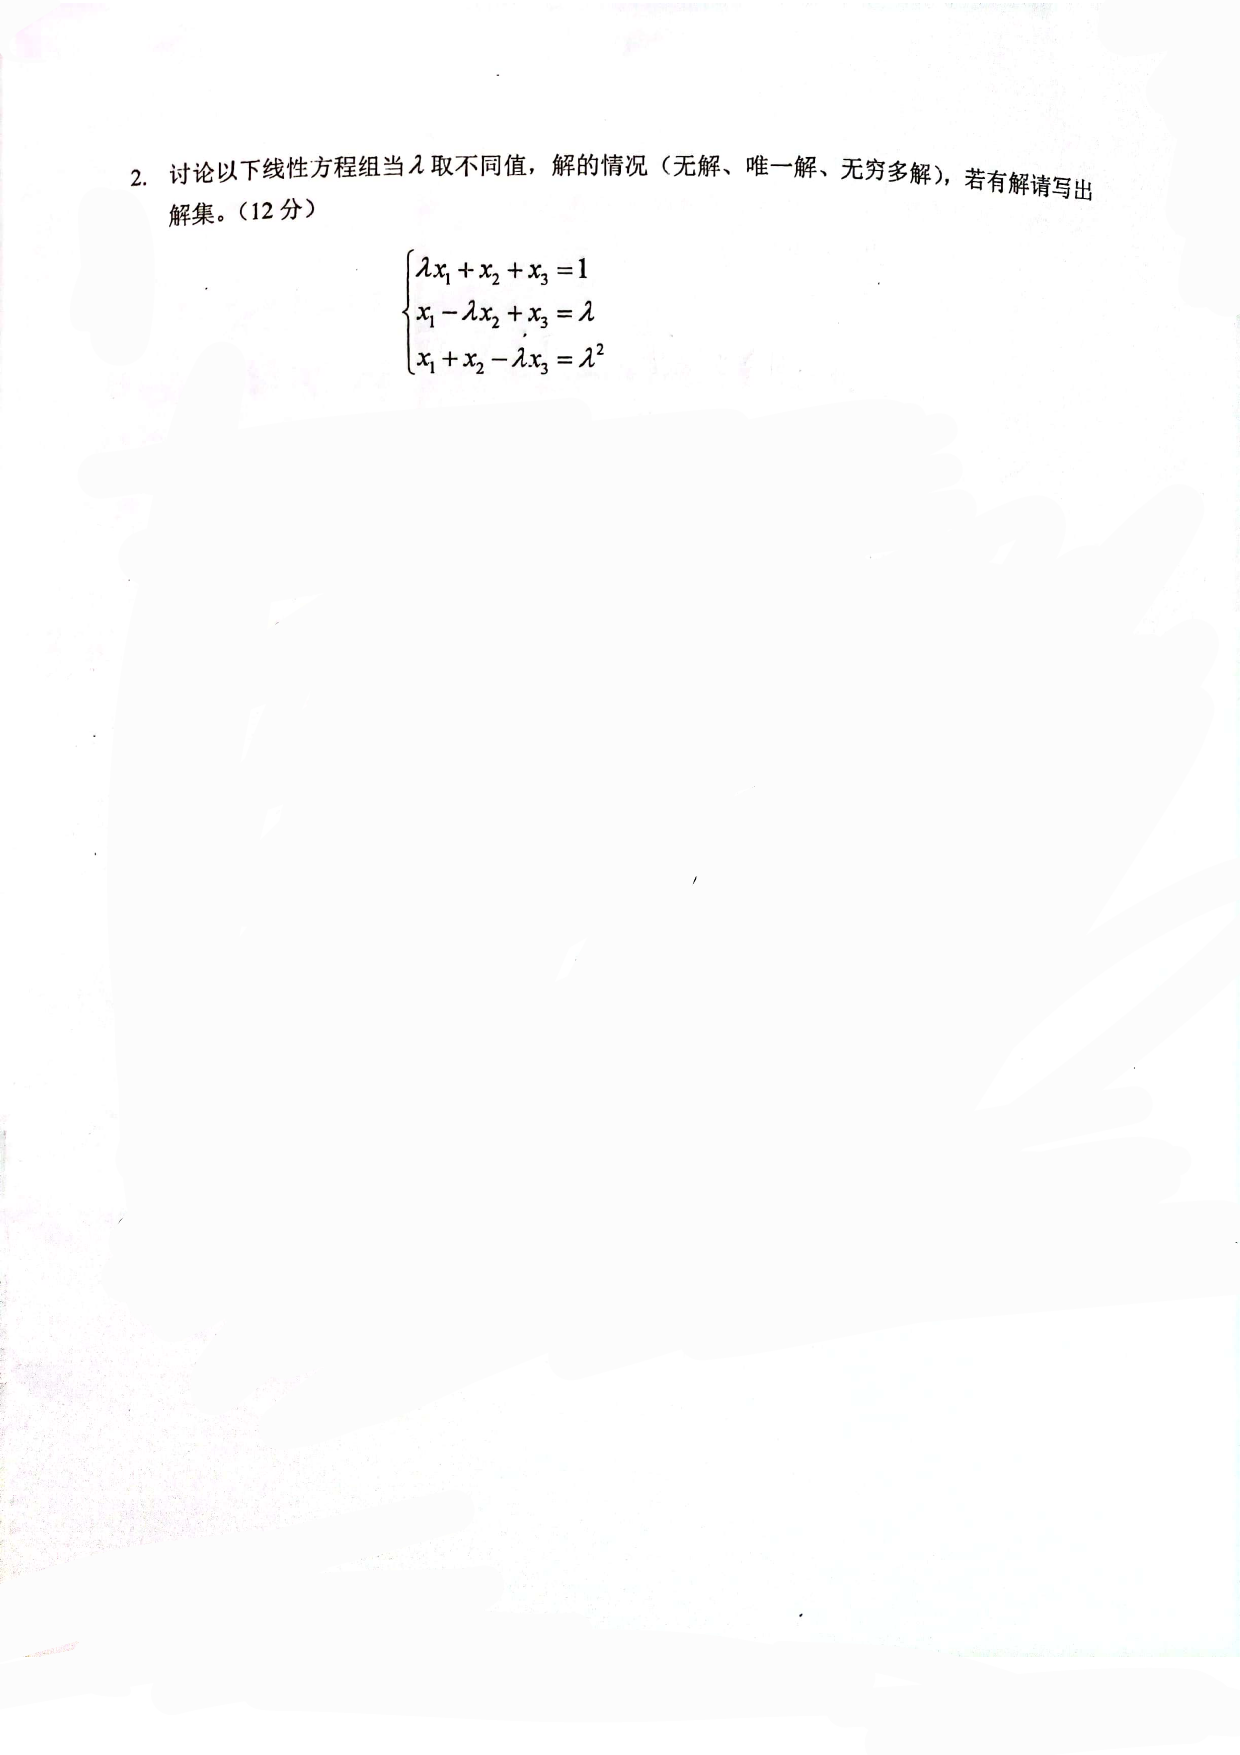 2. 讨论以下线性方程组当λ取不同值，解的情况（无解、唯一解、无穷多解），若有解请写出
解集。（12 分）
λx₁ + x₂ + x₃ = 1
x₁ − λx₂ + x₃ = λ
x₁ + x₂ − λx₃ = λ²